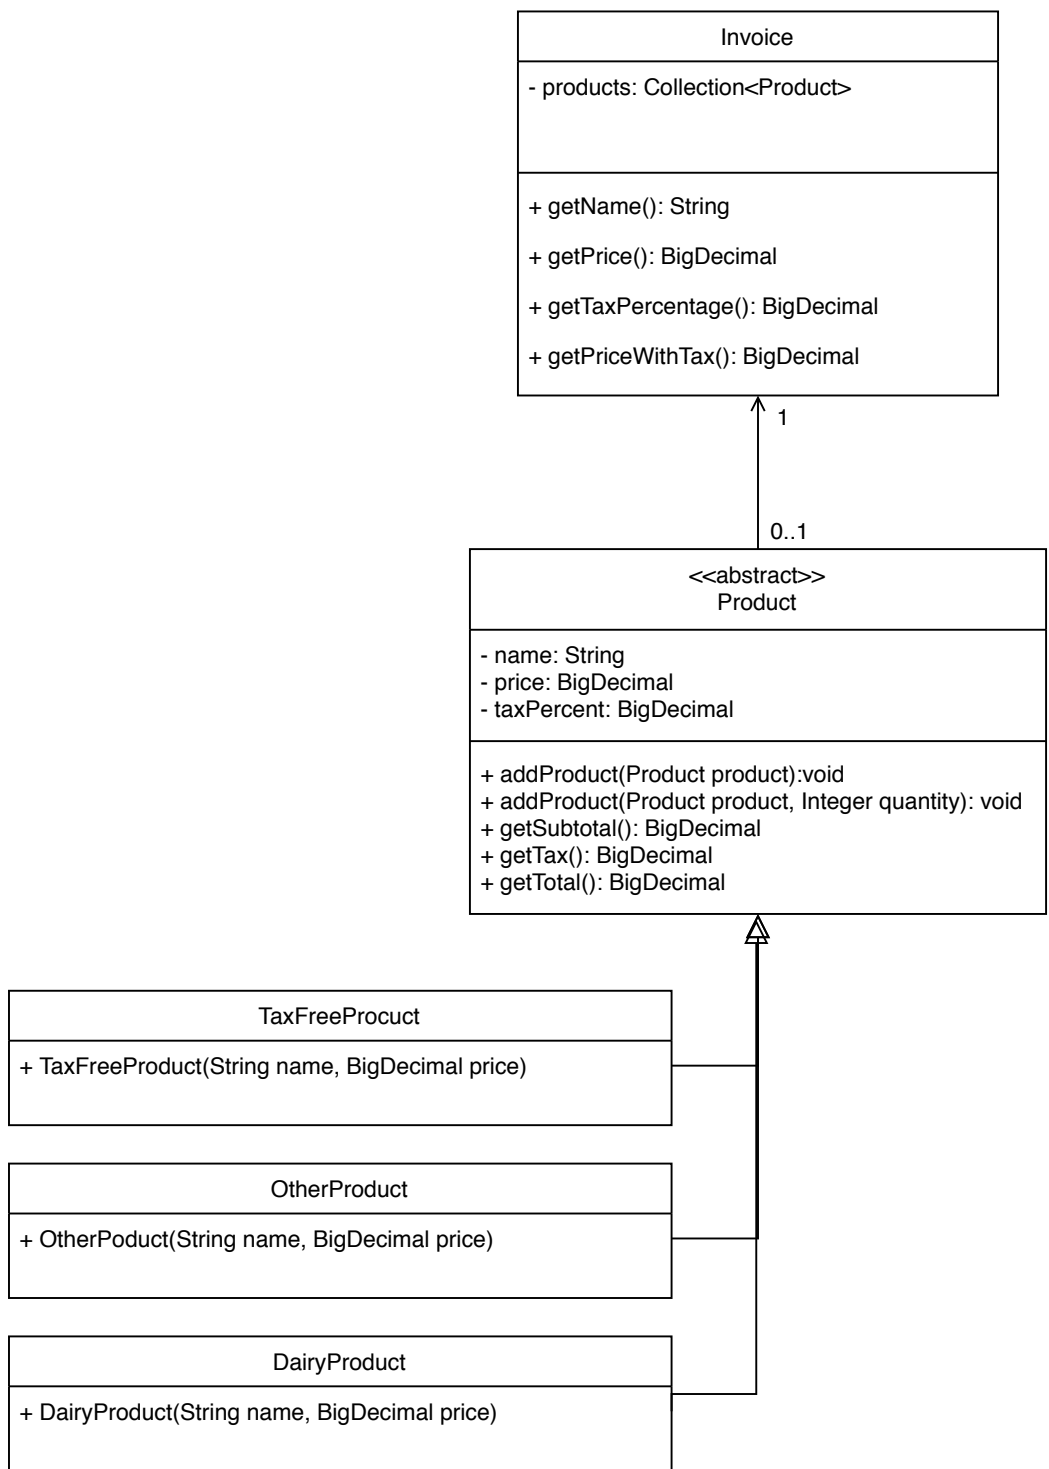 Invoice
- products: Collection<Product>
+ getName(): String
+ getPrice(): BigDecimal
+ getTaxPercentage(): BigDecimal
+ getPriceWithTax(): BigDecimal
1
0..1
<<abstract>>
Product
- name: String
- price: BigDecimal
- taxPercent: BigDecimal
+ addProduct(Product product):void
+ addProduct(Product product, Integer quantity): void
+ getSubtotal(): BigDecimal
+ getTax(): BigDecimal
+ getTotal(): BigDecimal
TaxFreeProcuct
+ TaxFreeProduct(String name, BigDecimal price)
OtherProduct
+ OtherPoduct(String name, BigDecimal price)
DairyProduct
+ DairyProduct(String name, BigDecimal price)